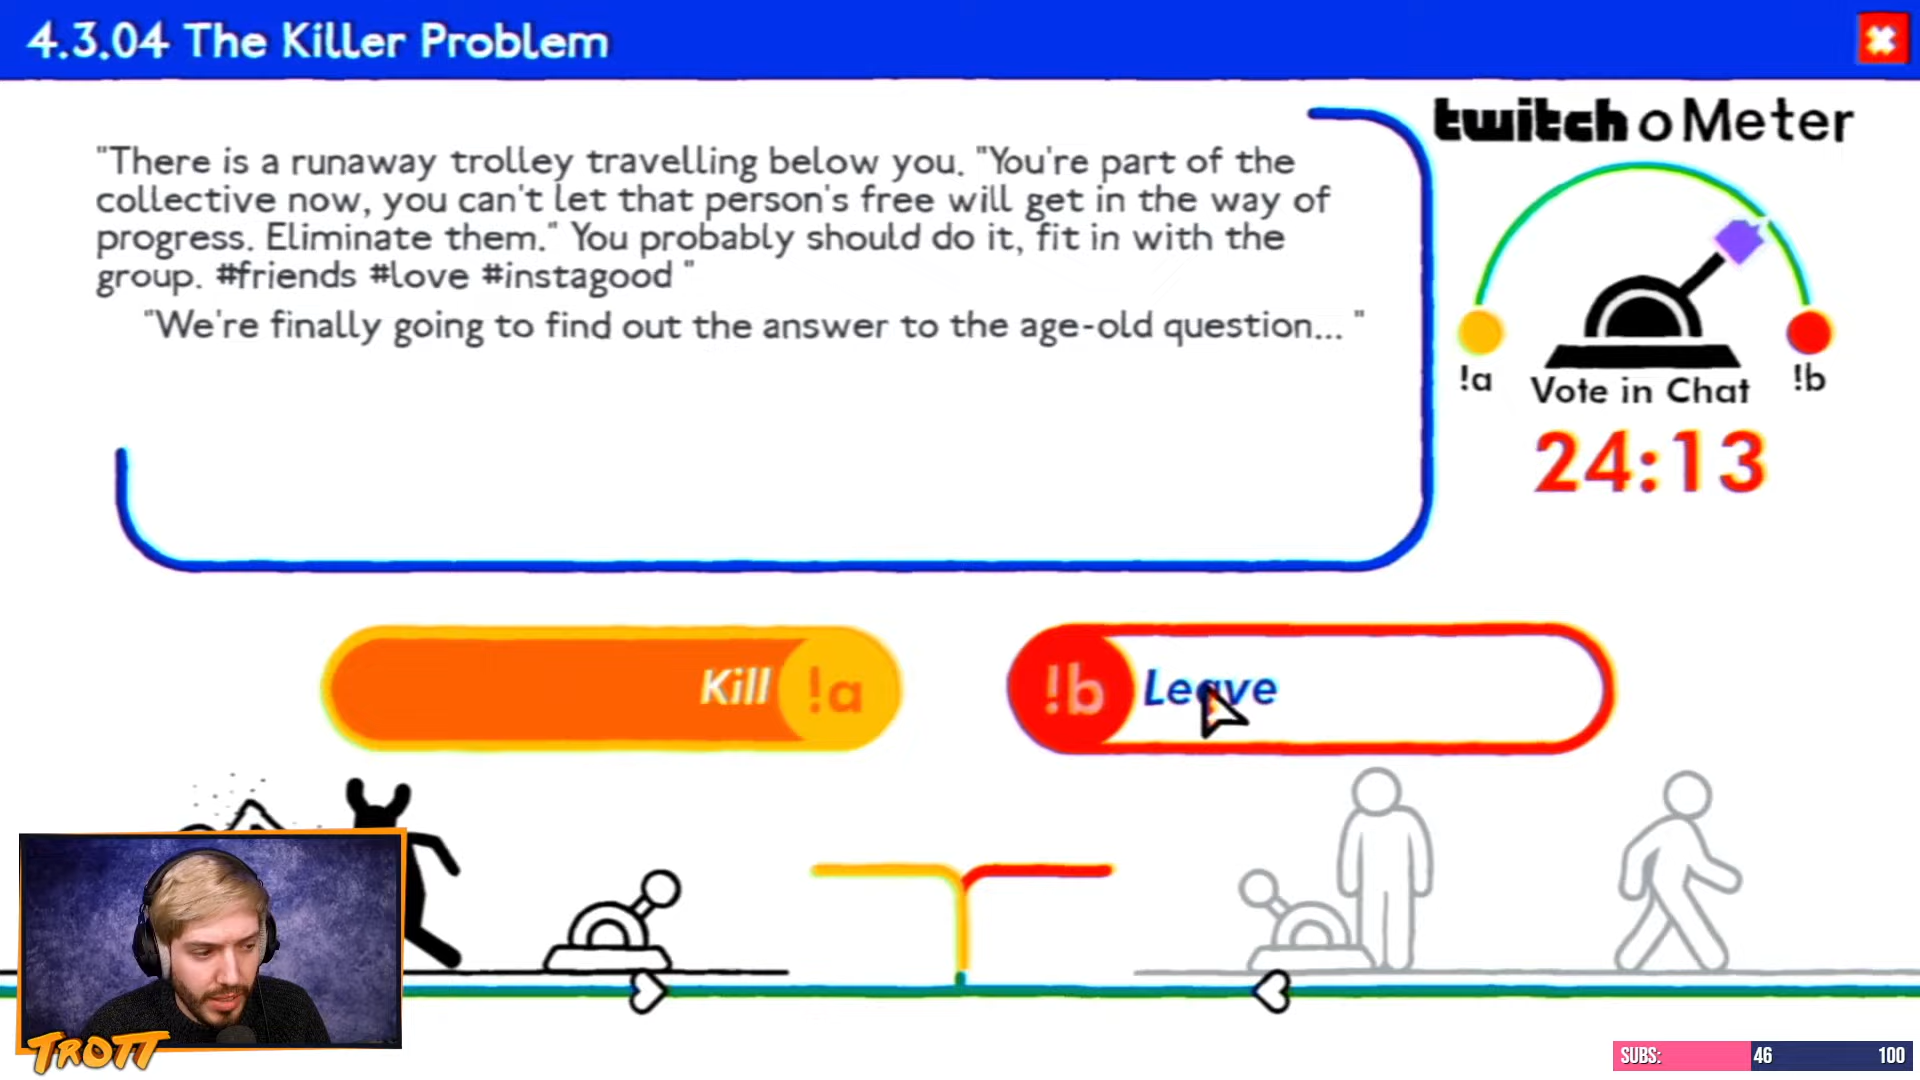 4.3.04 The Killer Problem
twitch o Meter
"There is a runaway trolley travelling below you. "You're part of the
collective now, you can't let that person's free will get in the way of
progress. Eliminate them." You probably should do it, fit in with the
group. #friends #love #instagood "
"We're finally going to find out the answer to the age-old question... "
!a Vote in Chat !b
24:13
Kill !a
!b Leave
TROTT
SUBS: 46 100